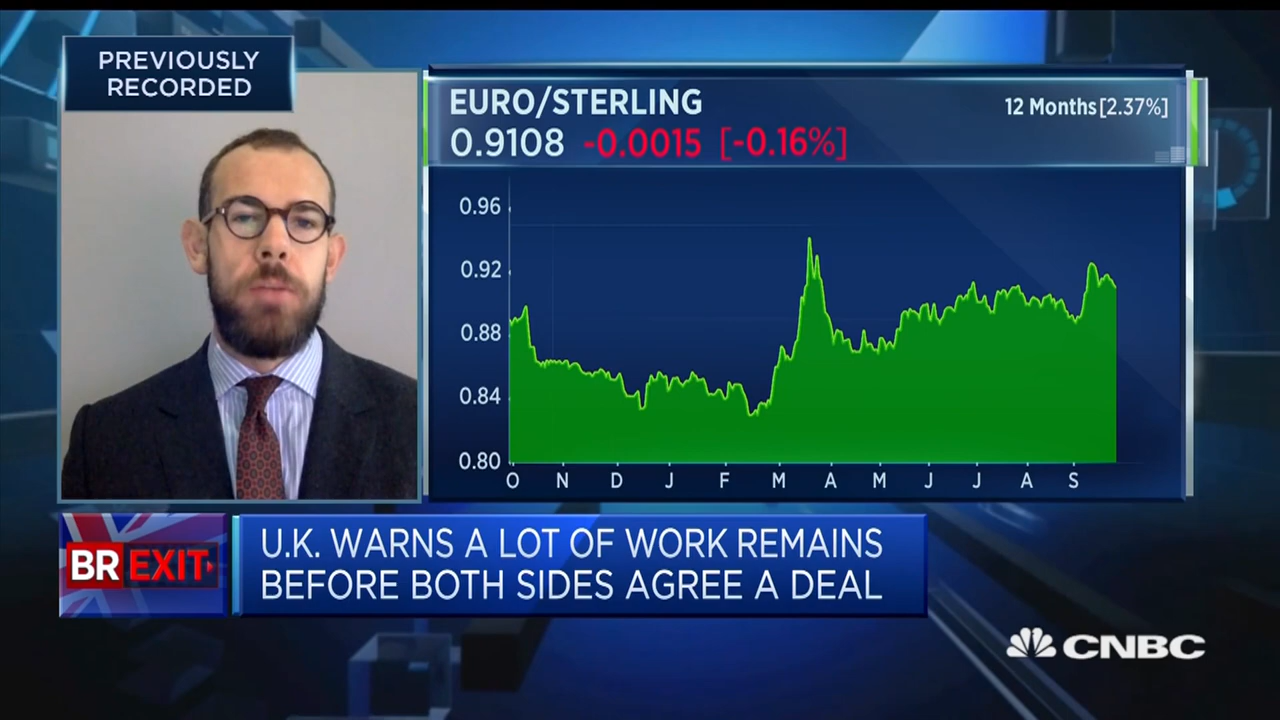 PREVIOUSLY
RECORDED
EURO/STERLING
12 Months[2.37%]
0.9108 -0.0015 [-0.16%]
0.96
0.92
0.88
0.84
0.80
O N D J F M A M J J A S
BREXIT
U.K. WARNS A LOT OF WORK REMAINS
BEFORE BOTH SIDES AGREE A DEAL
CNBC